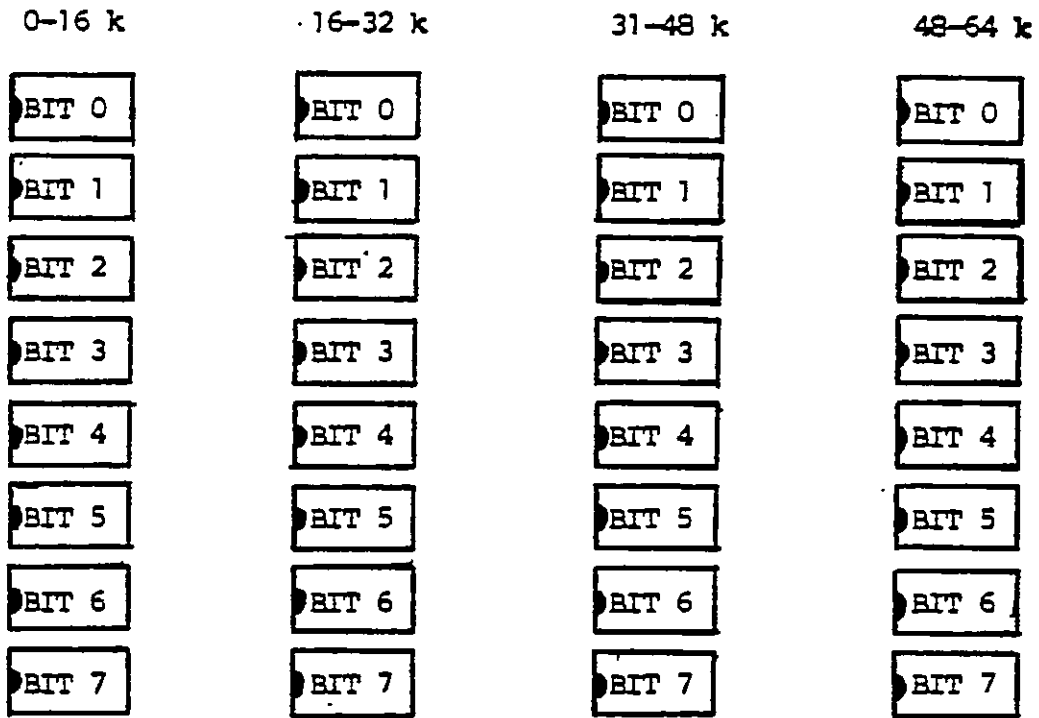 0-16 k 16-32 k 31-48 k 48-64 k
BIT 0 BIT 0 BIT 0 BIT 0
BIT 1 BIT 1 BIT 1 BIT 1
BIT 2 BIT 2 BIT 2 BIT 2
BIT 3 BIT 3 BIT 3 BIT 3
BIT 4 BIT 4 BIT 4 BIT 4
BIT 5 BIT 5 BIT 5 BIT 5
BIT 6 BIT 6 BIT 6 BIT 6
BIT 7 BIT 7 BIT 7 BIT 7